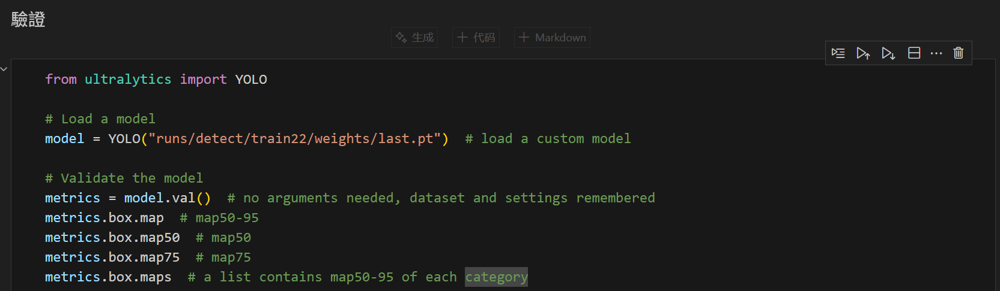 驗證
生成 代码 Markdown
from ultralytics import YOLO
# Load a model
model = YOLO("runs/detect/train22/weights/last.pt")  # load a custom model
# Validate the model
metrics = model.val()  # no arguments needed, dataset and settings remembered
metrics.box.map  # map50-95
metrics.box.map50  # map50
metrics.box.map75  # map75
metrics.box.maps  # a list contains map50-95 of each category